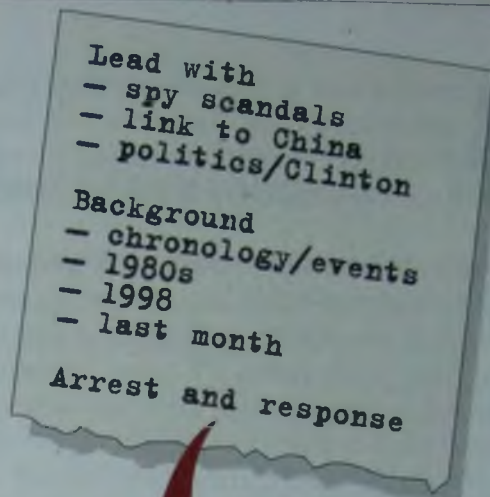 Lead with
— spy scandals
— link to China
— politics/Clinton
Background
— chronology/events
— 1980s
— 1998
— last month
Arrest and response